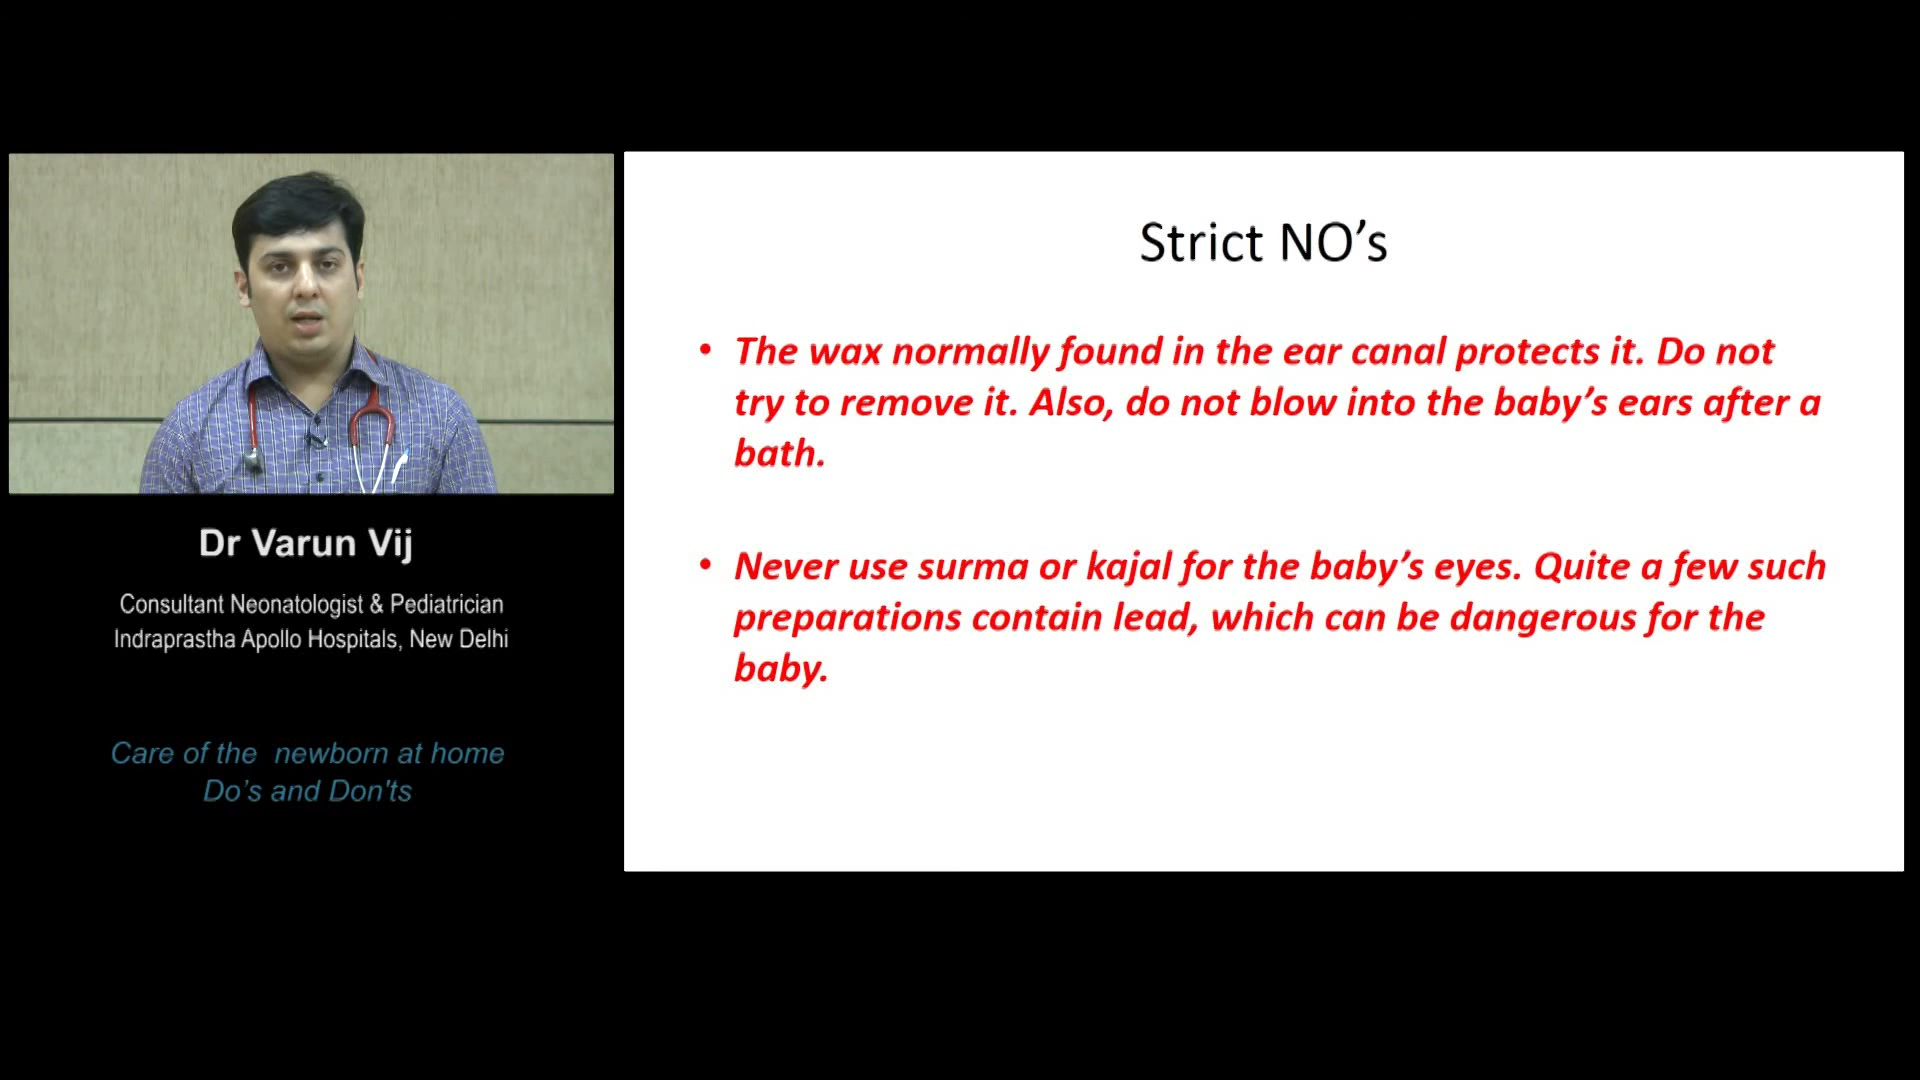 Dr Varun Vij
Consultant Neonatologist & Pediatrician
Indraprastha Apollo Hospitals, New Delhi
Care of the  newborn at home
Do’s and Don'ts
Strict NO’s
• The wax normally found in the ear canal protects it. Do not
try to remove it. Also, do not blow into the baby’s ears after a
bath.
• Never use surma or kajal for the baby’s eyes. Quite a few such
preparations contain lead, which can be dangerous for the
baby.